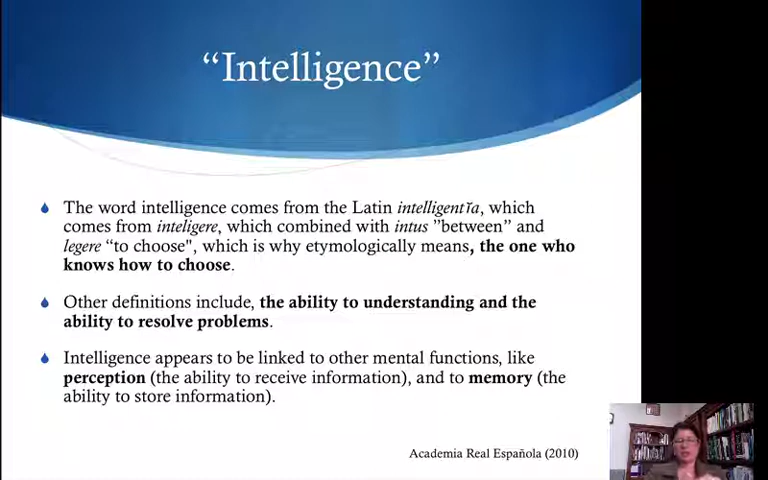 “Intelligence”
The word intelligence comes from the Latin intelligentĭa, which
comes from inteligere, which combined with intus ”between” and
legere “to choose", which is why etymologically means, the one who
knows how to choose.
Other definitions include, the ability to understanding and the
ability to resolve problems.
Intelligence appears to be linked to other mental functions, like
perception (the ability to receive information), and to memory (the
ability to store information).
Academia Real Española (2010)